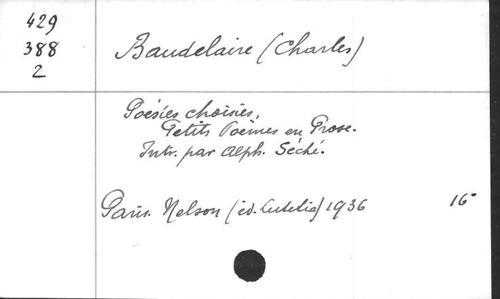 429
388
2
Baudelaire (Charles)
Poésies choisies,
Petits Poèmes en Prose.
Intr. par Alph. Séché.
Paris. Nelson (éd. Lutetia) 1936 16°